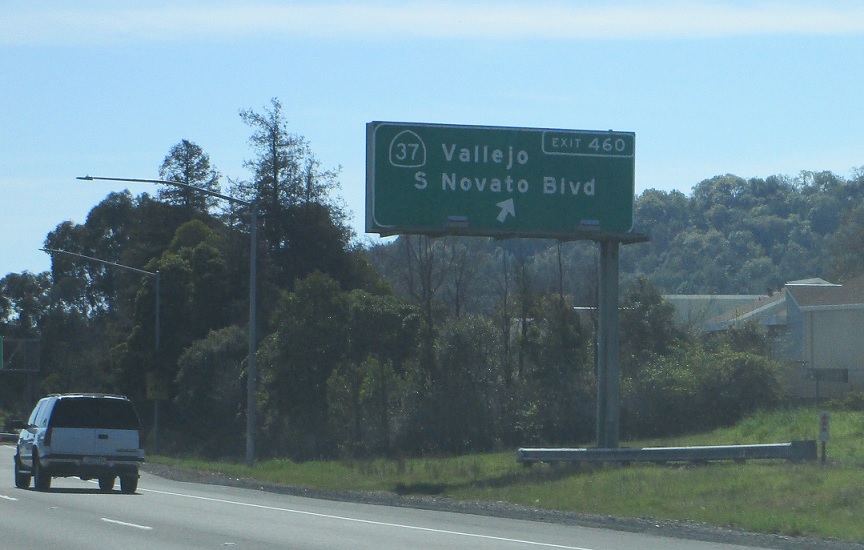 EXIT 460
37 Vallejo
S Novato Blvd